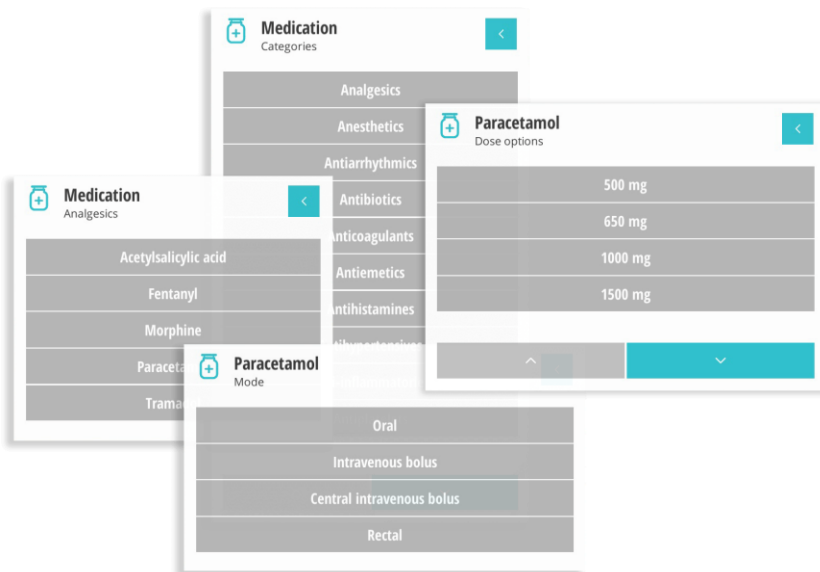 Medication
Categories
Analgesics
Anesthetics
Antiarrhythmics
Antibiotics
Anticoagulants
Antiemetics
Antihistamines
Antihypertensives
Paracetamol
Dose options
500 mg
650 mg
1000 mg
1500 mg
Medication
Analgesics
Acetylsalicylic acid
Fentanyl
Morphine
Paracetamol
Mode
Oral
Intravenous bolus
Central intravenous bolus
Rectal